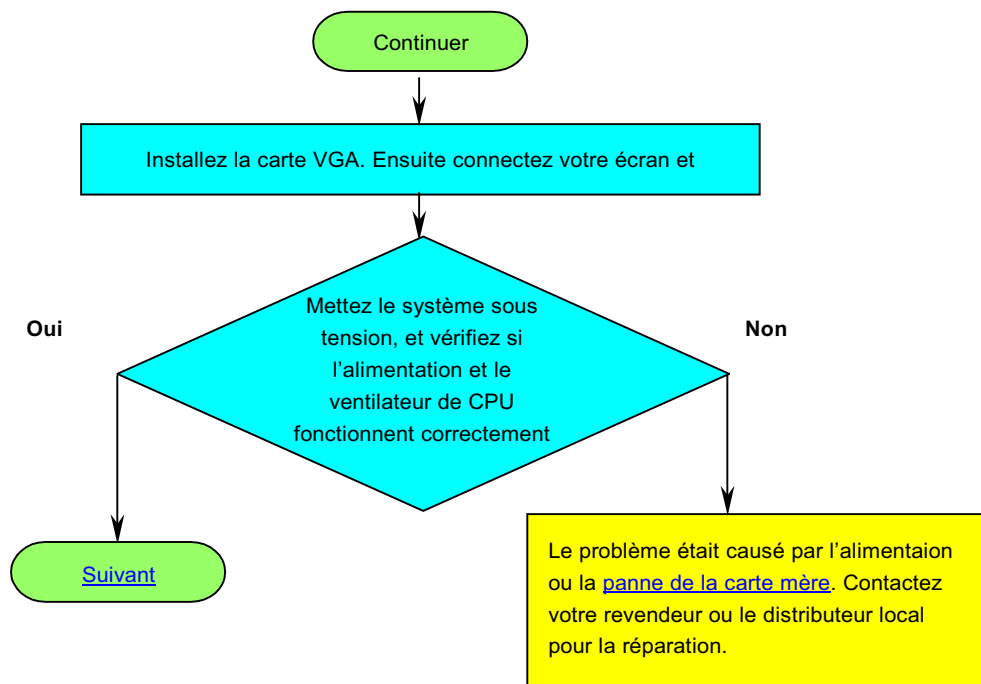 Continuer
Installez la carte VGA. Ensuite connectez votre écran et
Mettez le système sous
tension, et vérifiez si
l’alimentation et le
ventilateur de CPU
fonctionnent correctement
Oui
Non
Suivant
Le problème était causé par l’alimentaion
ou la panne de la carte mère. Contactez
votre revendeur ou le distributeur local
pour la réparation.